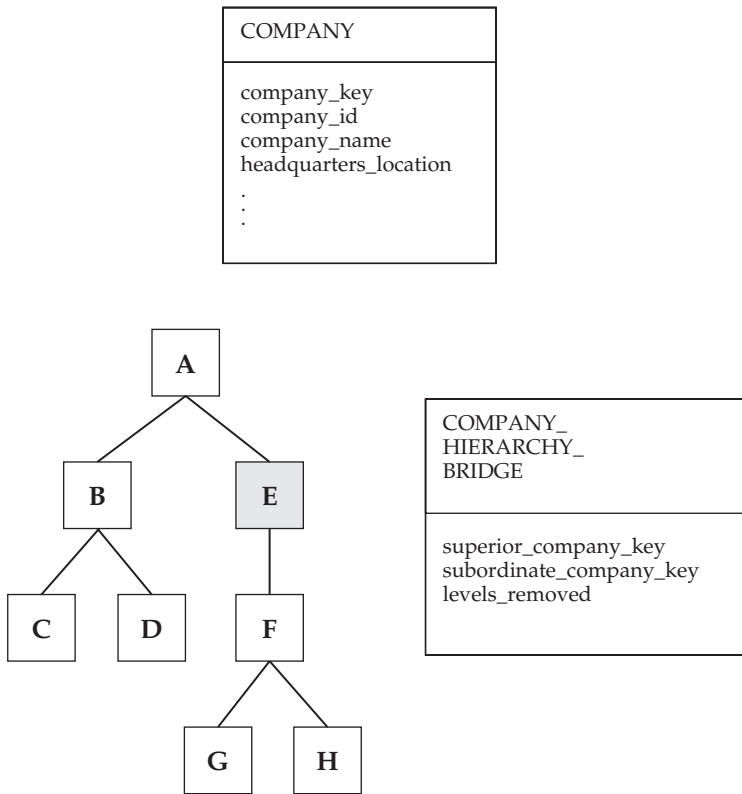 COMPANY
company_key
company_id
company_name
headquarters_location
.
.
.
A
B
E
C
D
F
G
H
COMPANY_
HIERARCHY_
BRIDGE
superior_company_key
subordinate_company_key
levels_removed